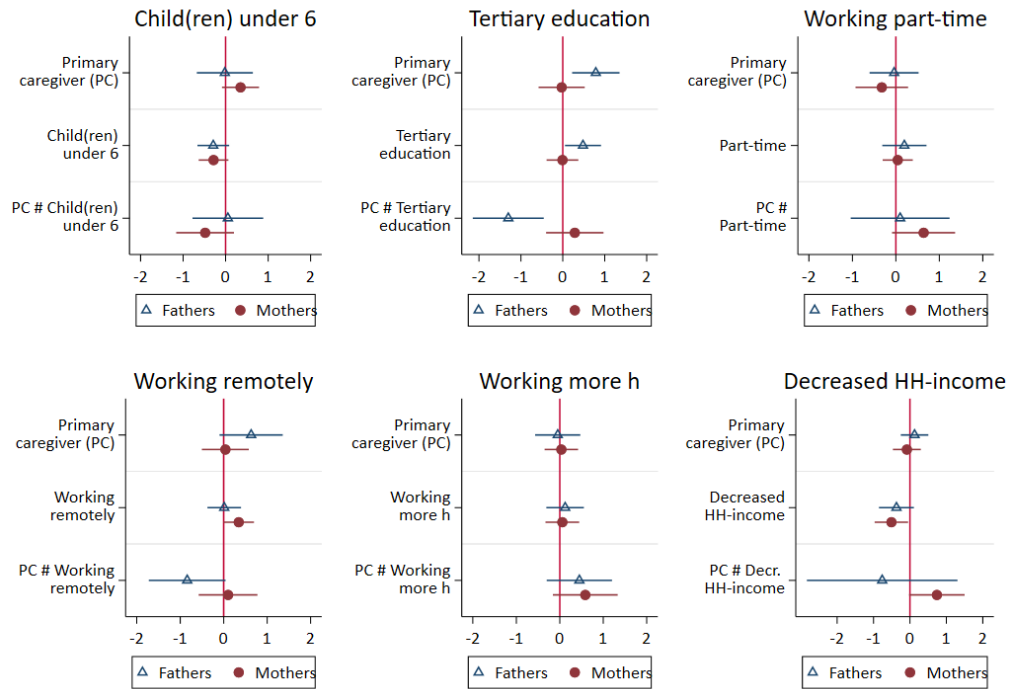 Child(ren) under 6
Primary
caregiver (PC)
Child(ren)
under 6
PC # Child(ren)
under 6
-2 -1 0 1 2
Fathers Mothers
Tertiary education
Primary
caregiver (PC)
Tertiary
education
PC # Tertiary
education
-2 -1 0 1 2
Fathers Mothers
Working part-time
Primary
caregiver (PC)
Part-time
PC #
Part-time
-2 -1 0 1 2
Fathers Mothers
Working remotely
Primary
caregiver (PC)
Working
remotely
PC # Working
remotely
-2 -1 0 1 2
Fathers Mothers
Working more h
Primary
caregiver (PC)
Working
more h
PC # Working
more h
-2 -1 0 1 2
Fathers Mothers
Decreased HH-income
Primary
caregiver (PC)
Decreased
HH-income
PC # Decr.
HH-income
-2 -1 0 1 2
Fathers Mothers